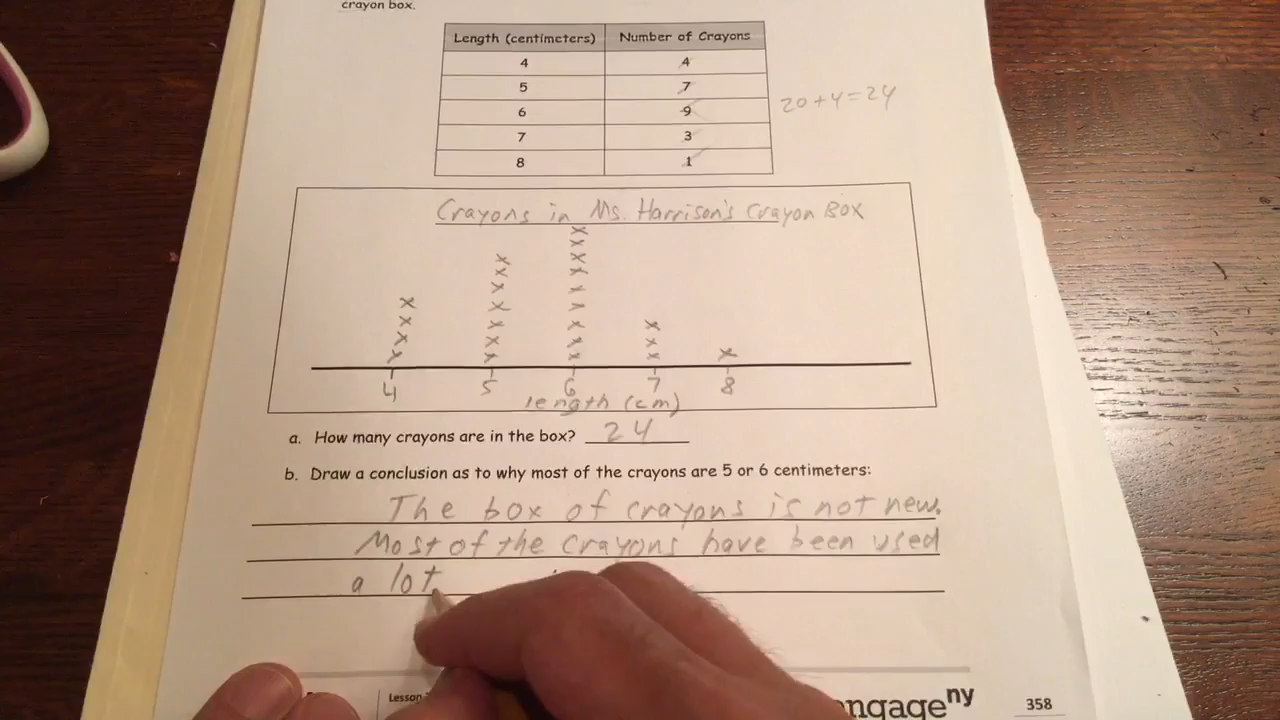 crayon box.
Length (centimeters) Number of Crayons
4 4
5 7
6 9
7 3
8 1
20+4=24
Crayons in Ms. Harrison's Crayon Box
x
x
x x
x x
x x
x x x
x x x x
x x x x
x x x x x
4 5 6 7 8
length (cm)
a. How many crayons are in the box? 24
b. Draw a conclusion as to why most of the crayons are 5 or 6 centimeters:
The box of crayons is not new.
Most of the crayons have been used
a lot.
Lesson
engage ny 358